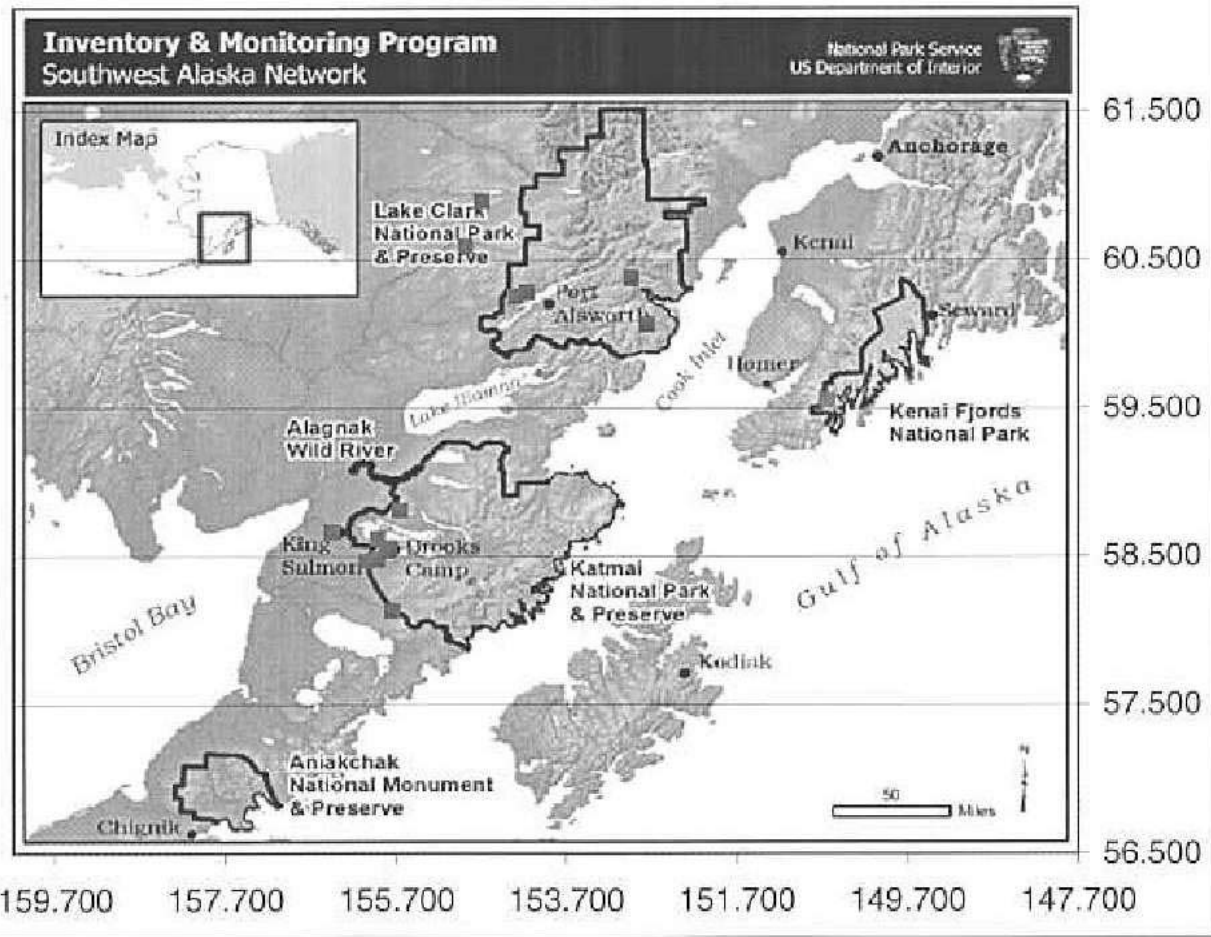 Inventory & Monitoring Program
Southwest Alaska Network
National Park Service
US Department of Interior
Index Map
Anchorage
Lake Clark
National Park
& Preserve
Kenai
Port
Alsworth
Seward
Homer
Cook Inlet
Lake Iliamna
Kenai Fjords
National Park
Alagnak
Wild River
King
Salmon
Brooks
Camp
Katmai
National Park
& Preserve
Gulf of Alaska
Bristol Bay
Kodiak
Aniakchak
National Monument
& Preserve
Chignik
50
Miles
N
61.500
60.500
59.500
58.500
57.500
56.500
159.700
157.700
155.700
153.700
151.700
149.700
147.700